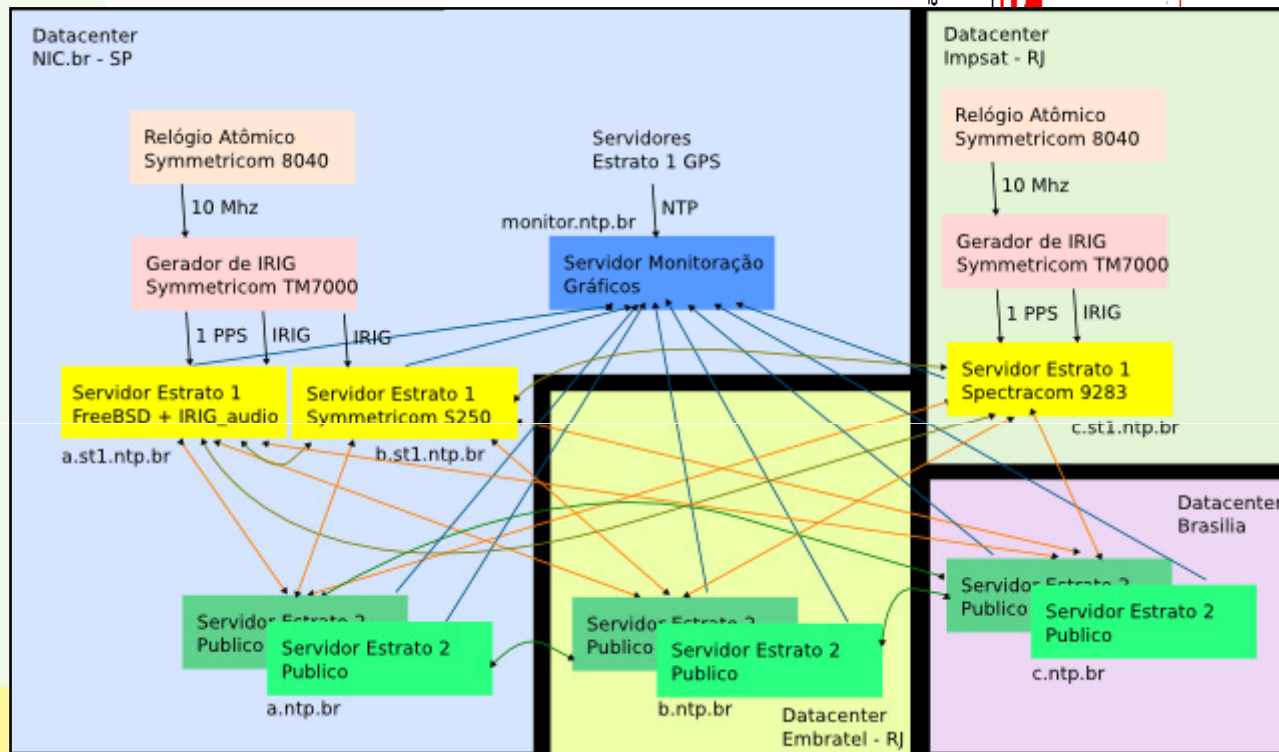 Datacenter
NIC.br - SP
Relógio Atômico
Symmetricom 8040
10 Mhz
Gerador de IRIG
Symmetricom TM7000
1 PPS
IRIG
IRIG
Servidor Estrato 1
FreeBSD + IRIG_audio
a.st1.ntp.br
Servidor Estrato 1
Symmetricom S250
b.st1.ntp.br
Servidores
Estrato 1 GPS
NTP
monitor.ntp.br
Servidor Monitoração
Gráficos
Datacenter
Impsat - RJ
Relógio Atômico
Symmetricom 8040
10 Mhz
Gerador de IRIG
Symmetricom TM7000
1 PPS
IRIG
Servidor Estrato 1
Spectracom 9283
c.st1.ntp.br
Servidor Estrato 2
Publico
Servidor Estrato 2
Publico
a.ntp.br
Servidor Estrato 2
Publico
Servidor Estrato 2
Publico
b.ntp.br
Datacenter
Embratel - RJ
Datacenter
Brasilia
Servidor Estrato 2
Publico
Servidor Estrato 2
Publico
c.ntp.br